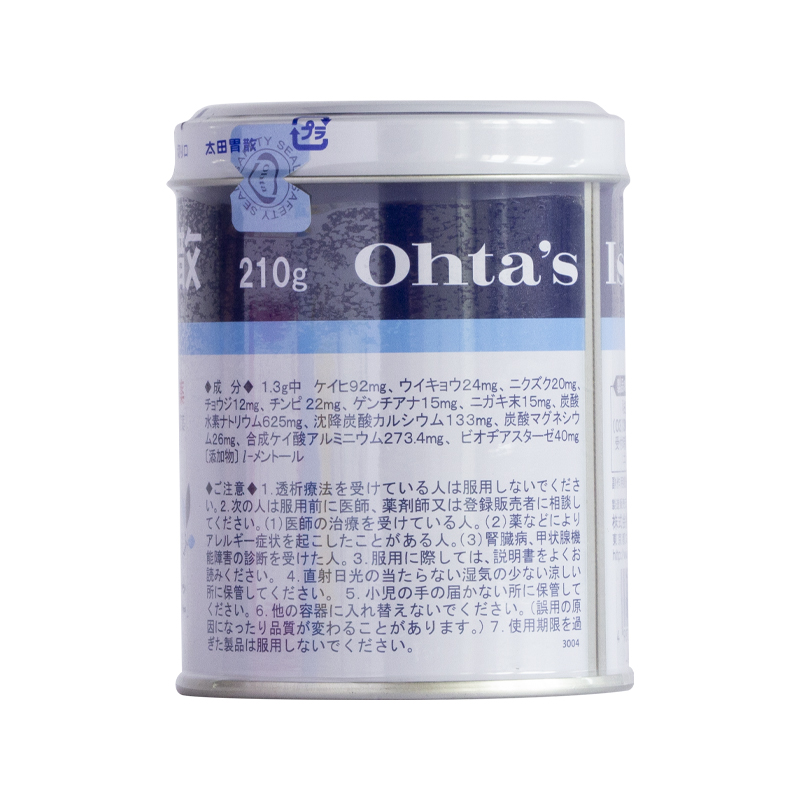 太田胃散
プラ
SAFETY SEAL
Ohta
SAFETY SEAL
散 210g Ohta's Is
◆成 分◆ 1.3g中 ケイヒ92mg、ウイキョウ24mg、ニクズク20mg、
チョウジ12mg、チンピ22mg、ゲンチアナ15mg、ニガキ末15mg、炭酸
水素ナトリウム625mg、沈降炭酸カルシウム133mg、炭酸マグネシウ
ム26mg、合成ケイ酸アルミニウム273.4mg、ビオヂアスターゼ40mg
〔添加物〕l-メントール
◆ご注意◆ 1.透析療法を受けている人は服用しないでくださ
い。2.次の人は服用前に医師、薬剤師又は登録販売者に相談し
てください。(1)医師の治療を受けている人。(2)薬などにより
アレルギー症状を起こしたことがある人。(3)腎臓病、甲状腺機
能障害の診断を受けた人。3.服用に際しては、説明書をよくお
読みください。 4.直射日光の当たらない湿気の少ない涼しい
所に保管してください。 5.小児の手の届かない所に保管して
ください。6.他の容器に入れ替えないでください。(誤用の原
因になったり品質が変わることがあります。)7.使用期限を過
ぎた製品は服用しないでください。
3004